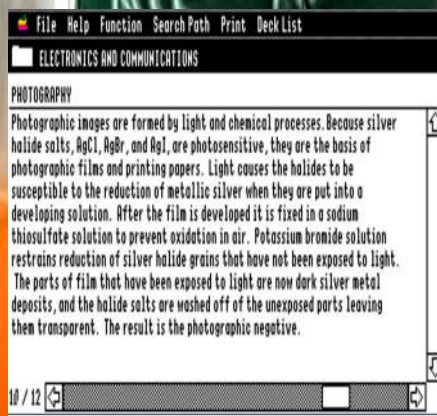 File Help Function Search Path Print Deck List
ELECTRONICS AND COMMUNICATIONS
PHOTOGRAPHY
Photographic images are formed by light and chemical processes. Because silver
halide salts, AgCl, AgBr, and AgI, are photosensitive, they are the basis of
photographic films and printing papers. Light causes the halides to be
susceptible to the reduction of metallic silver when they are put into a
developing solution. After the film is developed it is fixed in a sodium
thiosulfate solution to prevent oxidation in air. Potassium bromide solution
restrains reduction of silver halide grains that have not been exposed to light.
The parts of film that have been exposed to light are now dark silver metal
deposits, and the halide salts are washed off of the unexposed parts leaving
them transparent. The result is the photographic negative.
10 / 12